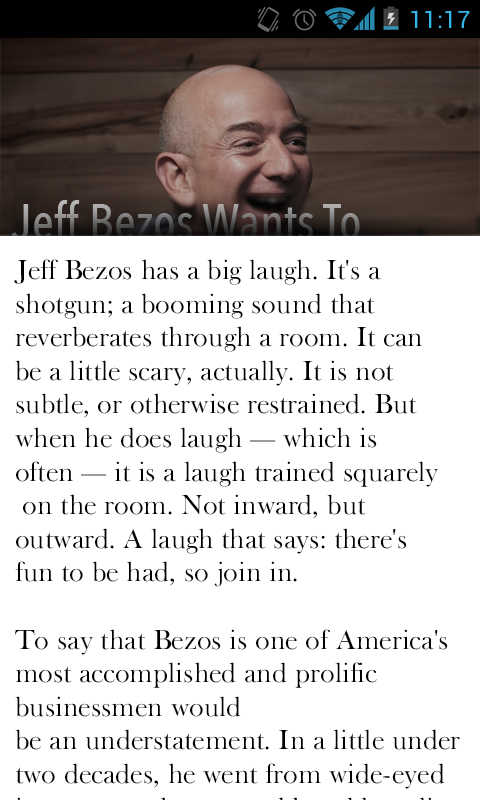 11:17
Jeff Bezos Wants To
Jeff Bezos has a big laugh. It's a
shotgun; a booming sound that
reverberates through a room. It can
be a little scary, actually. It is not
subtle, or otherwise restrained. But
when he does laugh — which is
often — it is a laugh trained squarely
on the room. Not inward, but
outward. A laugh that says: there's
fun to be had, so join in.
To say that Bezos is one of America's
most accomplished and prolific
businessmen would
be an understatement. In a little under
two decades, he went from wide-eyed